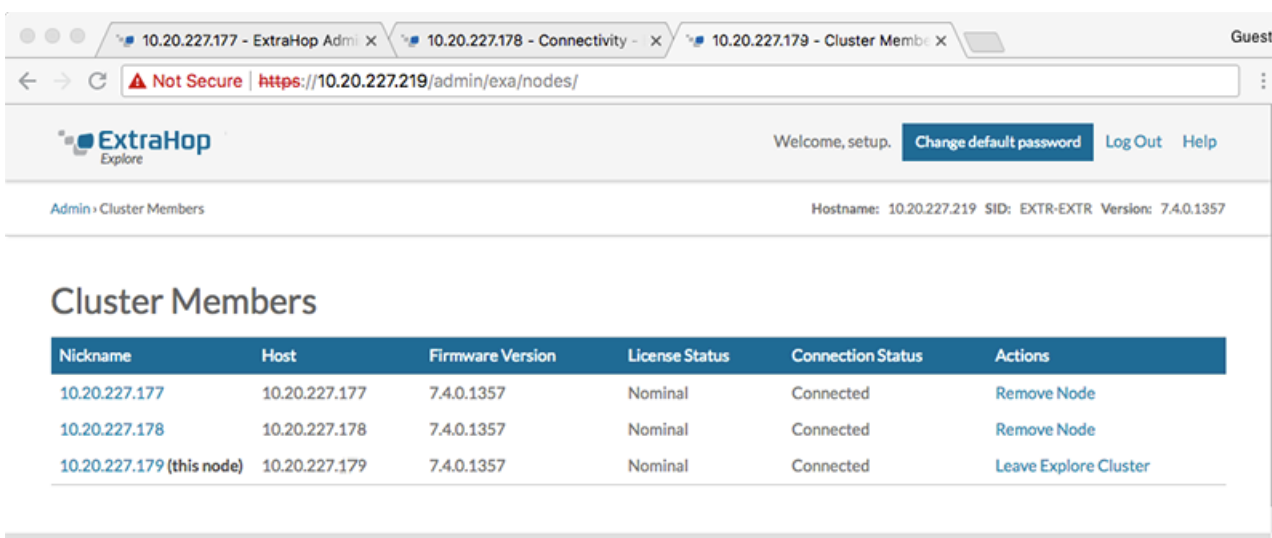 10.20.227.177 - ExtraHop Admi
10.20.227.178 - Connectivity -
10.20.227.179 - Cluster Membe
Guest
Not Secure | https://10.20.227.219/admin/exa/nodes/
ExtraHop
Explore
Welcome, setup. Change default password Log Out Help
Admin › Cluster Members
Hostname: 10.20.227.219 SID: EXTR-EXTR Version: 7.4.0.1357
Cluster Members
Nickname Host Firmware Version License Status Connection Status Actions
10.20.227.177 10.20.227.177 7.4.0.1357 Nominal Connected Remove Node
10.20.227.178 10.20.227.178 7.4.0.1357 Nominal Connected Remove Node
10.20.227.179 (this node) 10.20.227.179 7.4.0.1357 Nominal Connected Leave Explore Cluster